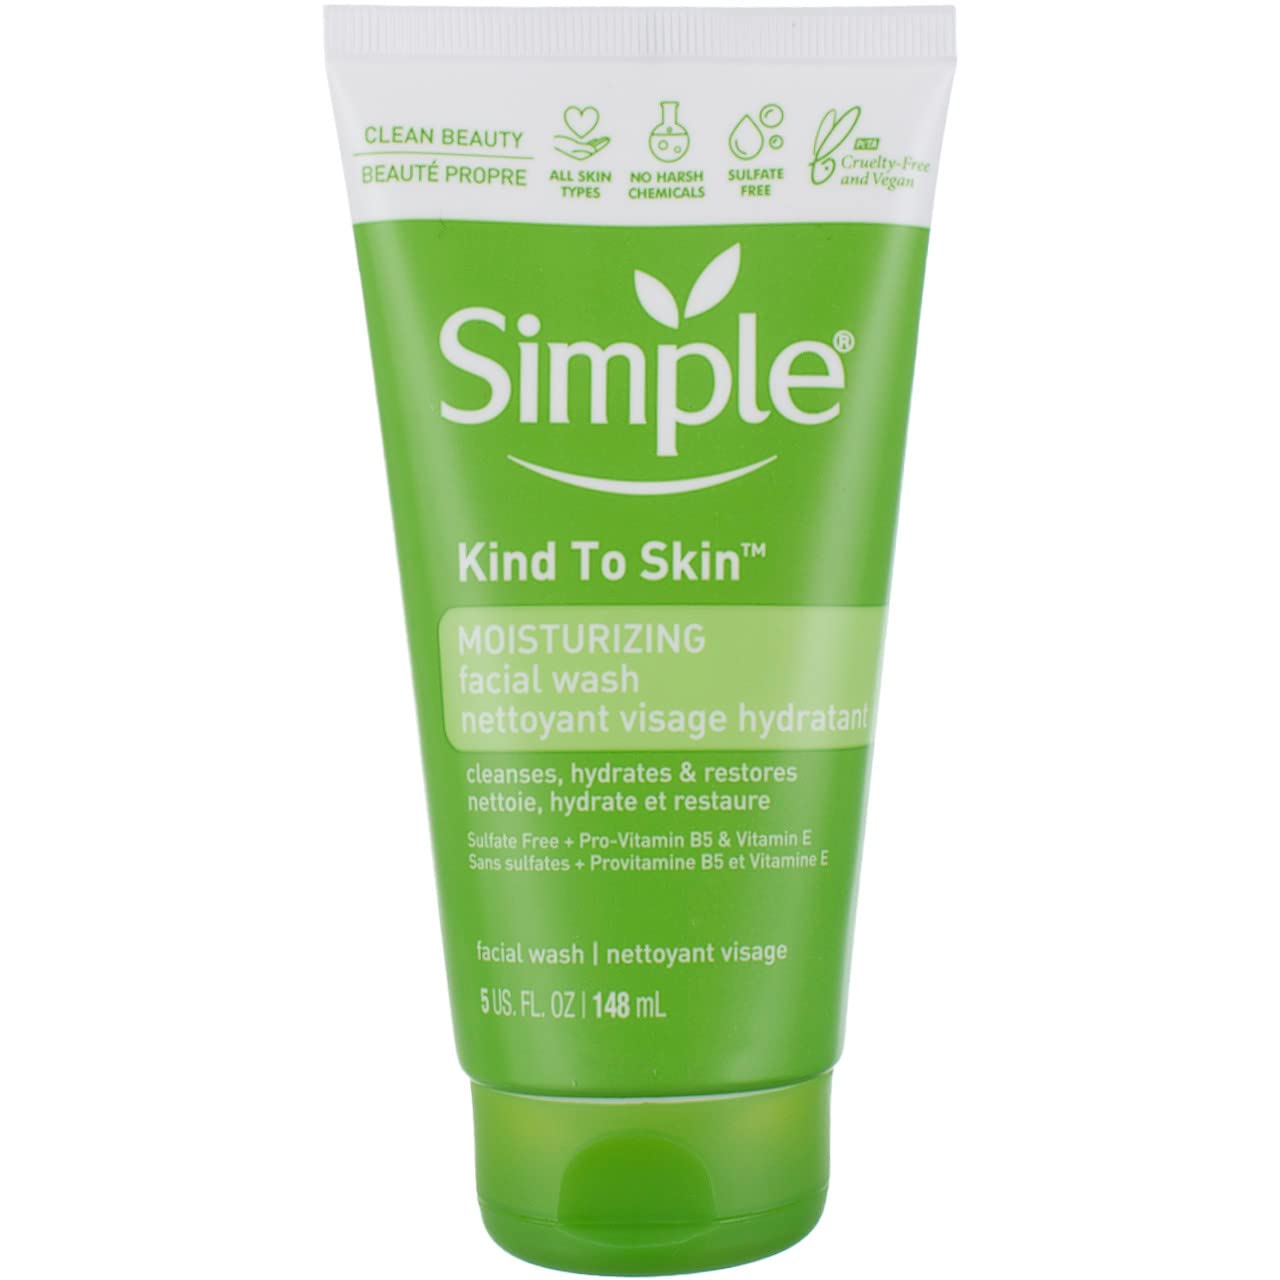 CLEAN BEAUTY
BEAUTÉ PROPRE
ALL SKIN
TYPES
NO HARSH
CHEMICALS
SULFATE
FREE
PETA
Cruelty-Free
and Vegan
Simple®
Kind To Skin™
MOISTURIZING
facial wash
nettoyant visage hydratant
cleanses, hydrates & restores
nettoie, hydrate et restaure
Sulfate Free + Pro-Vitamin B5 & Vitamin E
Sans sulfates + Provitamine B5 et Vitamine E
facial wash | nettoyant visage
5 US. FL. OZ | 148 mL